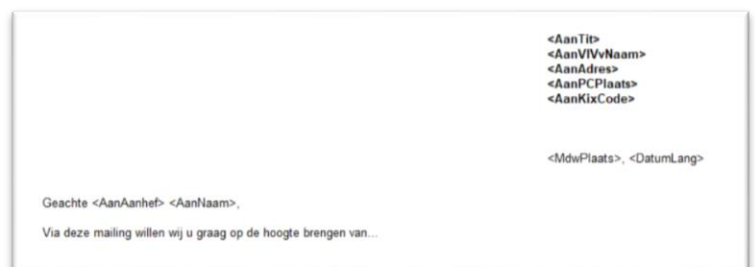 <AanTit>
<AanVlVvNaam>
<AanAdres>
<AanPCPlaats>
<AanKixCode>
<MdwPlaats>, <DatumLang>
Geachte <AanAanhef> <AanNaam>,
Via deze mailing willen wij u graag op de hoogte brengen van...